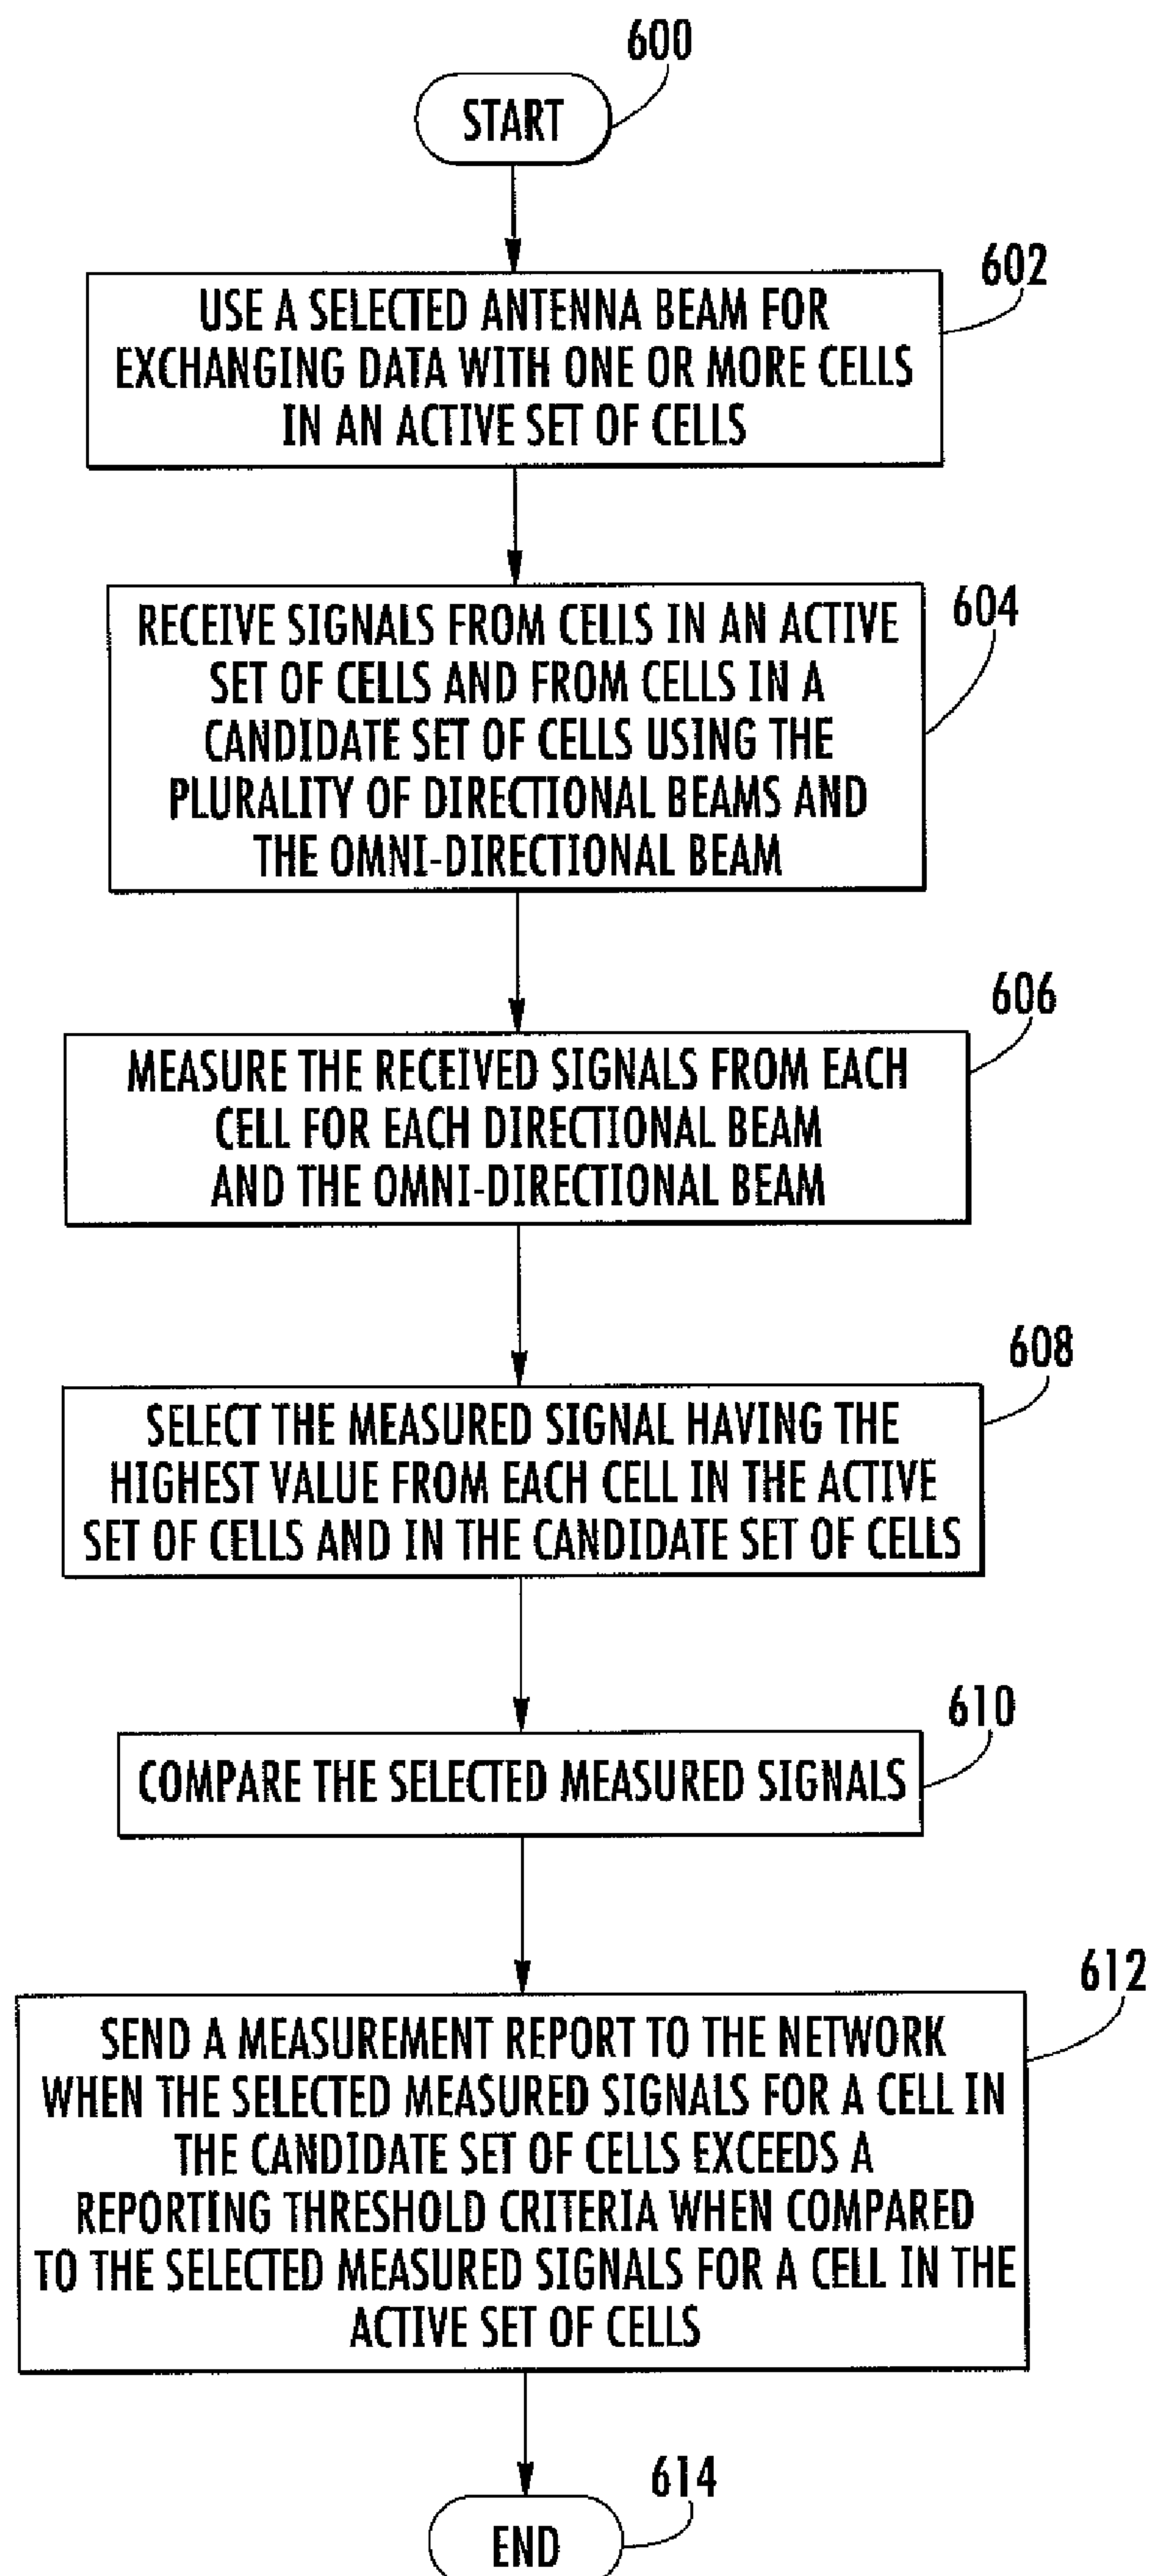 600
START
602
USE A SELECTED ANTENNA BEAM FOR
EXCHANGING DATA WITH ONE OR MORE CELLS
IN AN ACTIVE SET OF CELLS
604
RECEIVE SIGNALS FROM CELLS IN AN ACTIVE
SET OF CELLS AND FROM CELLS IN A
CANDIDATE SET OF CELLS USING THE
PLURALITY OF DIRECTIONAL BEAMS AND
THE OMNI-DIRECTIONAL BEAM
606
MEASURE THE RECEIVED SIGNALS FROM EACH
CELL FOR EACH DIRECTIONAL BEAM
AND THE OMNI-DIRECTIONAL BEAM
608
SELECT THE MEASURED SIGNAL HAVING THE
HIGHEST VALUE FROM EACH CELL IN THE ACTIVE
SET OF CELLS AND IN THE CANDIDATE SET OF CELLS
610
COMPARE THE SELECTED MEASURED SIGNALS
612
SEND A MEASUREMENT REPORT TO THE NETWORK
WHEN THE SELECTED MEASURED SIGNALS FOR A CELL IN
THE CANDIDATE SET OF CELLS EXCEEDS A
REPORTING THRESHOLD CRITERIA WHEN COMPARED
TO THE SELECTED MEASURED SIGNALS FOR A CELL IN THE
ACTIVE SET OF CELLS
614
END